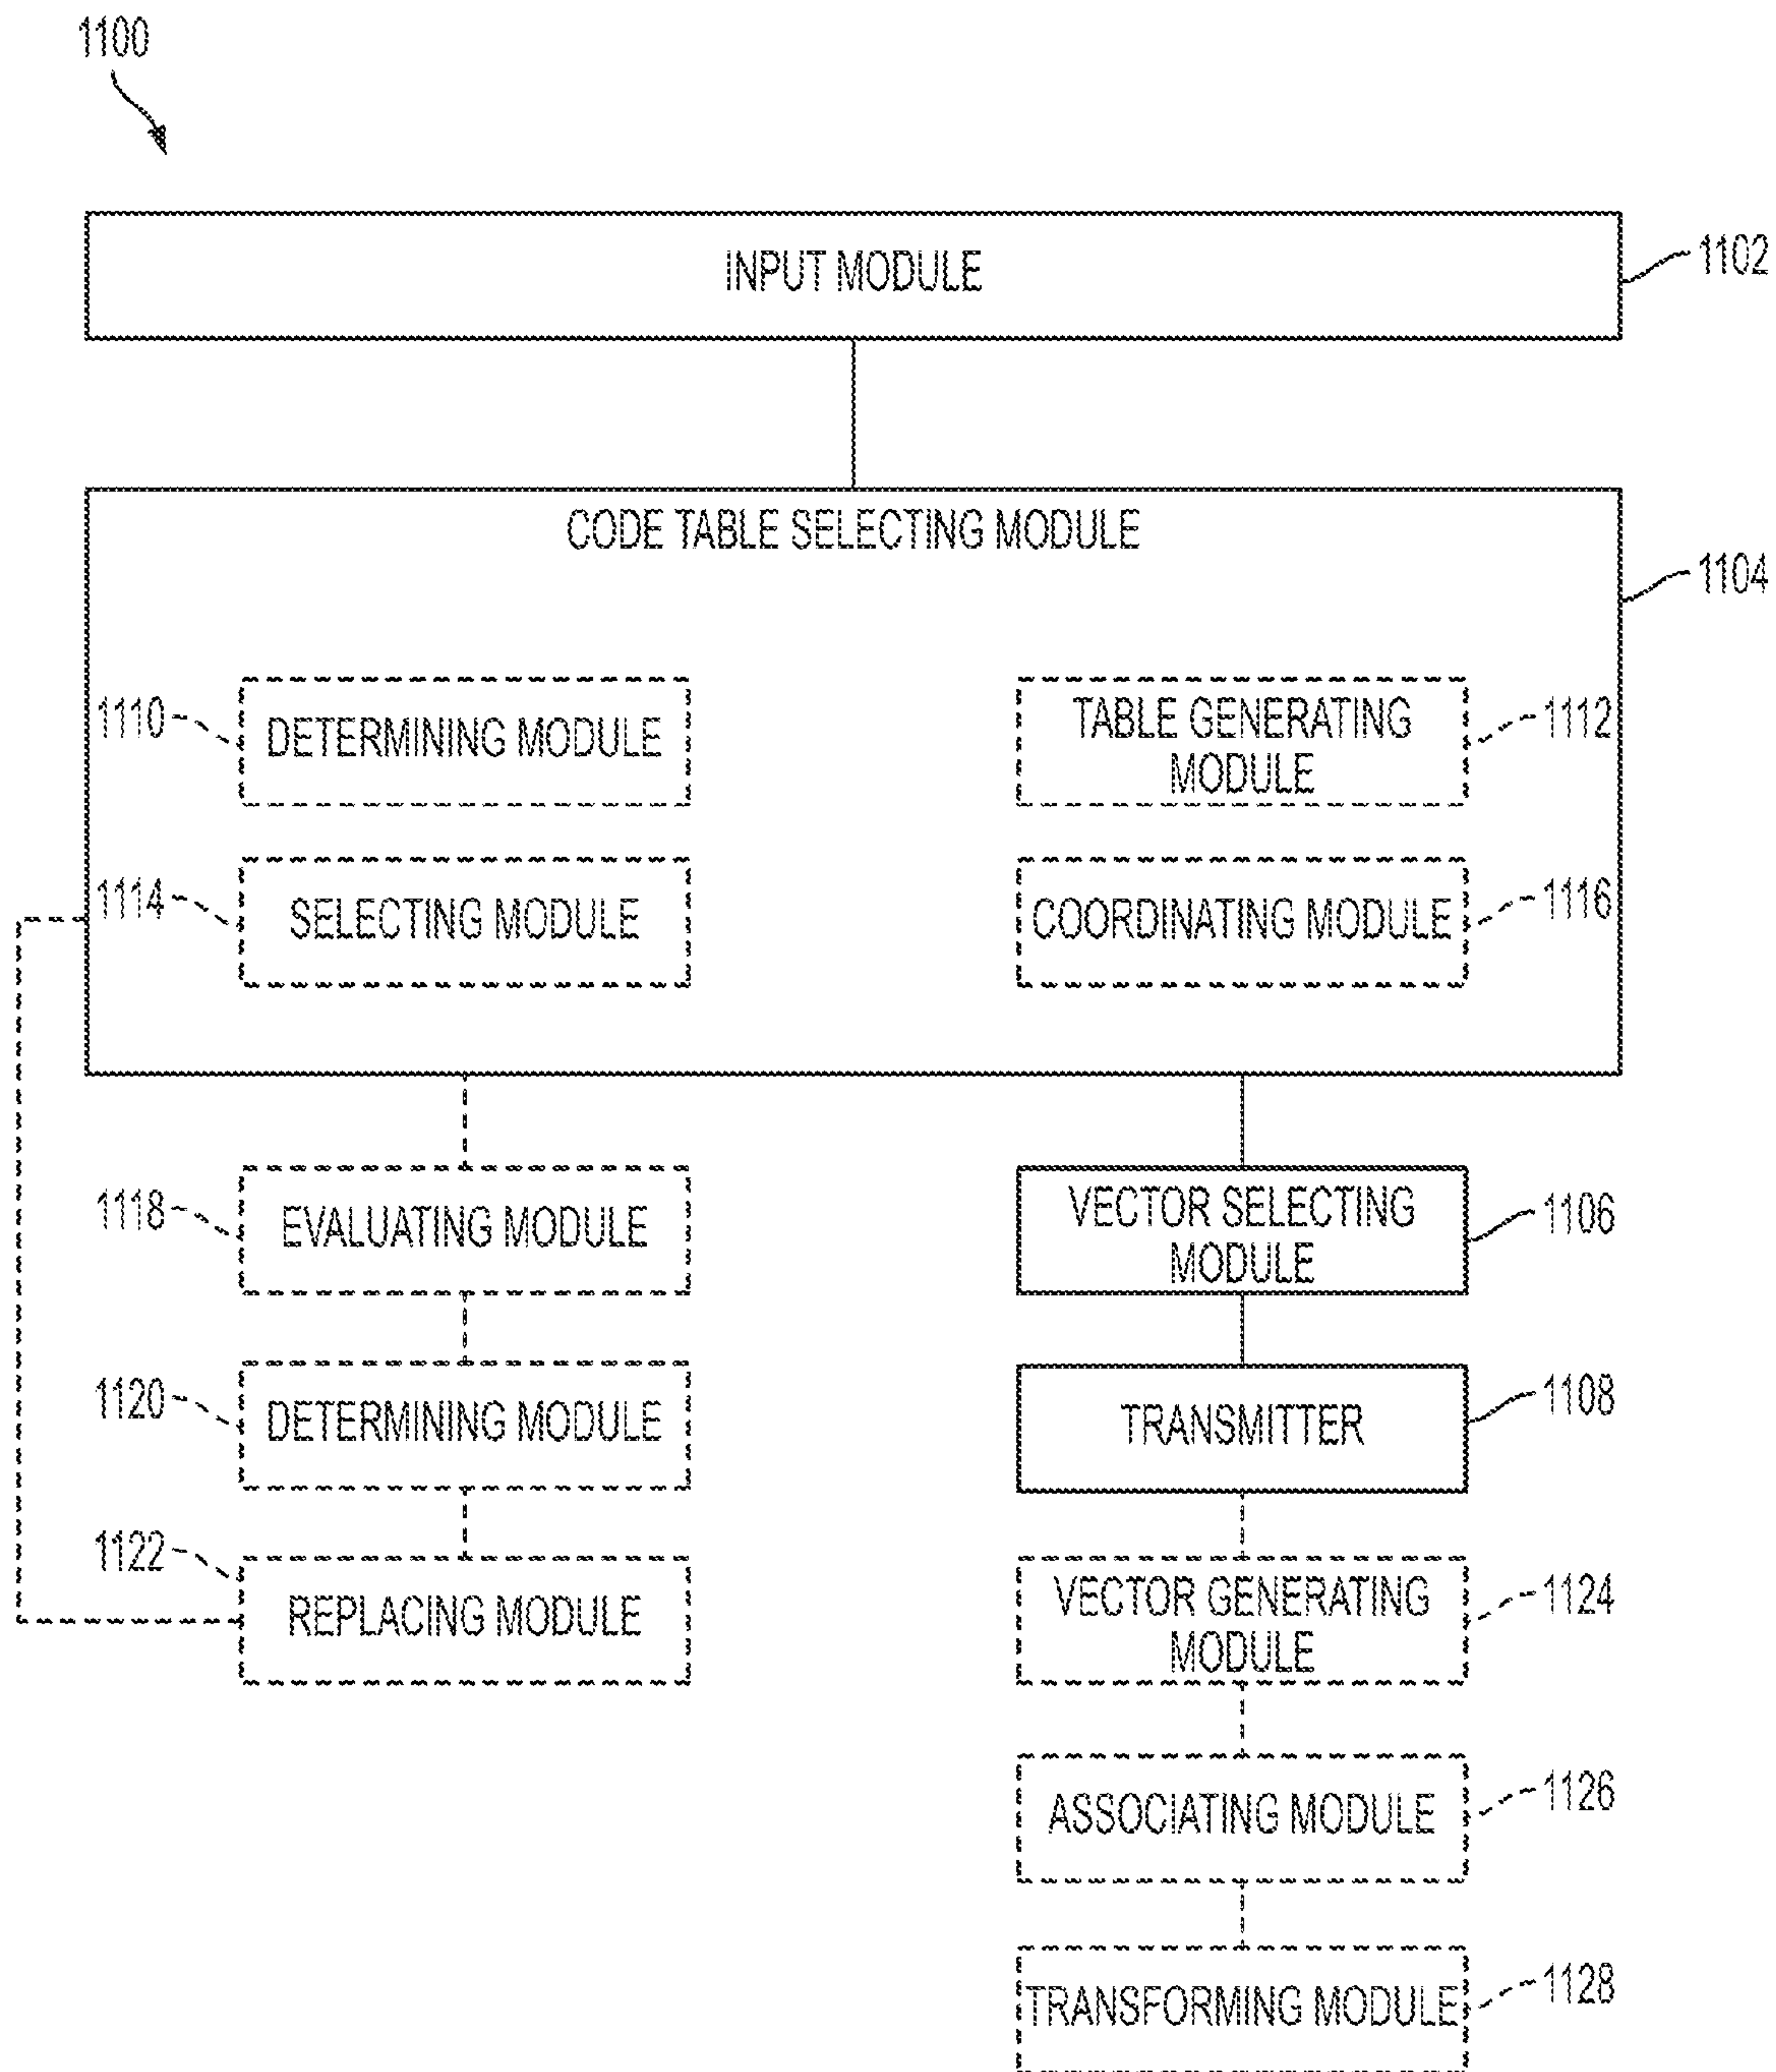 1100
INPUT MODULE
1102
CODE TABLE SELECTING MODULE
1104
1110
DETERMINING MODULE
TABLE GENERATING
MODULE
1112
1114
SELECTING MODULE
COORDINATING MODULE
1116
1118
EVALUATING MODULE
VECTOR SELECTING
MODULE
1106
1120
DETERMINING MODULE
TRANSMITTER
1108
1122
REPLACING MODULE
VECTOR GENERATING
MODULE
1124
ASSOCIATING MODULE
1126
TRANSFORMING MODULE
1128